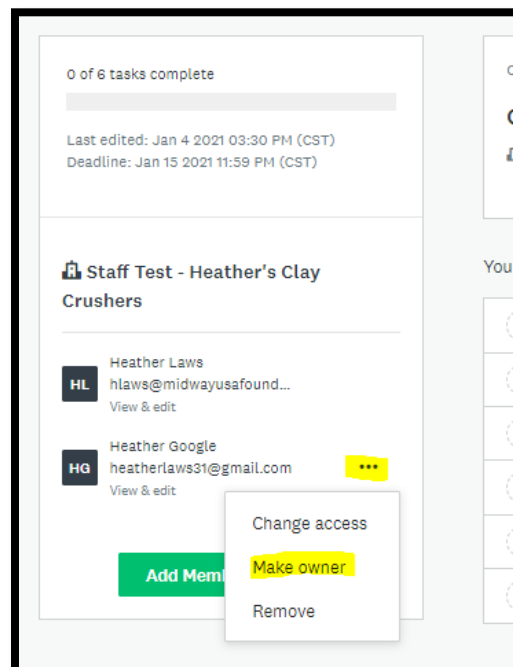 0 of 6 tasks complete
Last edited: Jan 4 2021 03:30 PM (CST)
Deadline: Jan 15 2021 11:59 PM (CST)
Staff Test - Heather's Clay
Crushers
HL
Heather Laws
hlaws@midwayusafound...
View & edit
HG
Heather Google
heatherlaws31@gmail.com
View & edit
•••
Change access
Make owner
Remove
Add
You